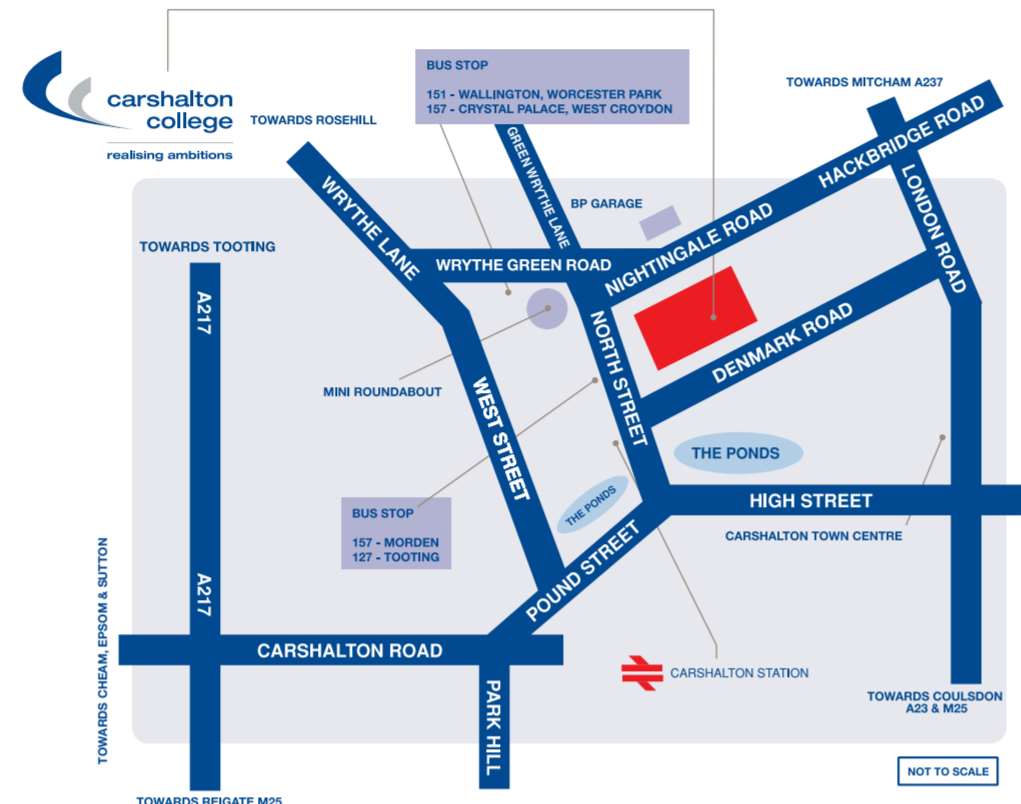 carshalton
college
realising ambitions
TOWARDS ROSEHILL
BUS STOP
151 - WALLINGTON, WORCESTER PARK
157 - CRYSTAL PALACE, WEST CROYDON
TOWARDS MITCHAM A237
GREEN WRYTHE LANE
BP GARAGE
HACKBRIDGE ROAD
LONDON ROAD
WRYTHE LANE
TOWARDS TOOTING
WRYTHE GREEN ROAD
NIGHTINGALE ROAD
A217
NORTH STREET
DENMARK ROAD
MINI ROUNDABOUT
WEST STREET
THE PONDS
THE PONDS
HIGH STREET
BUS STOP
157 - MORDEN
127 - TOOTING
CARSHALTON TOWN CENTRE
TOWARDS CHEAM, EPSOM & SUTTON
A217
POUND STREET
CARSHALTON ROAD
CARSHALTON STATION
PARK HILL
TOWARDS COULSDON
A23 & M25
NOT TO SCALE
TOWARDS REIGATE M25